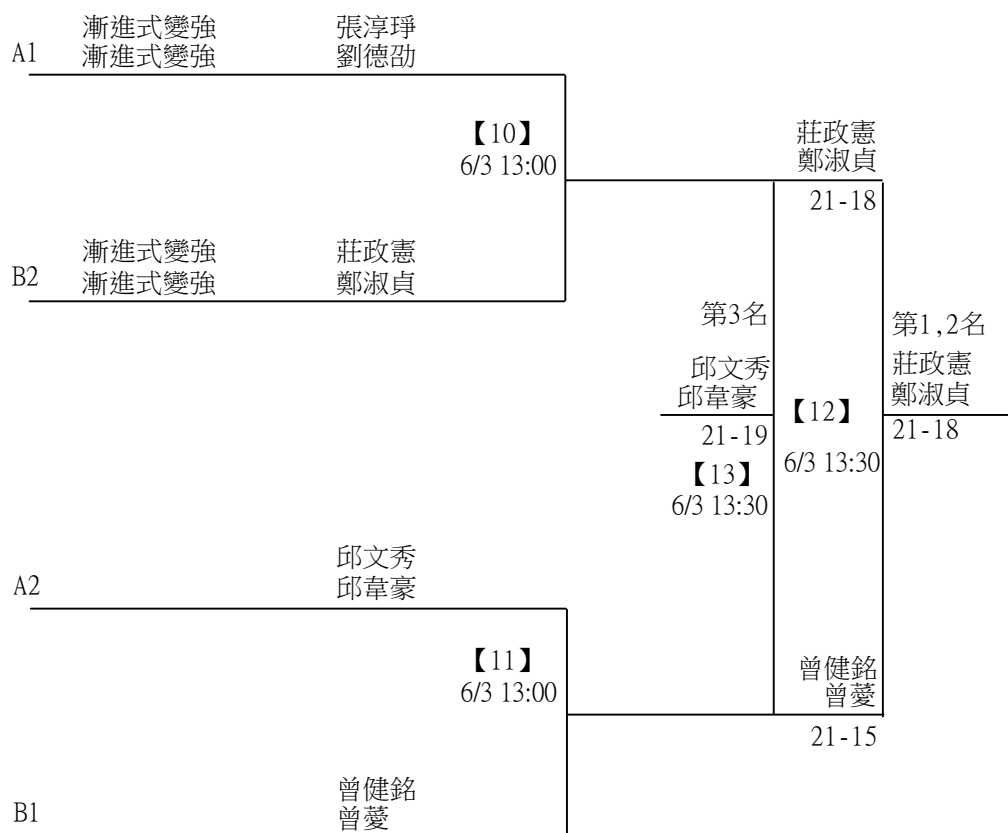 漸進式變強 張淳琤
A1 漸進式變強 劉德劭
【10】
6/3 13:00
莊政憲
鄭淑貞
21-18
漸進式變強 莊政憲
B2 漸進式變強 鄭淑貞
第3名
邱文秀
邱韋豪
21-19
【13】
6/3 13:30
【12】
6/3 13:30
第1,2名
莊政憲
鄭淑貞
21-18
邱文秀
A2 邱韋豪
【11】
6/3 13:00
曾健銘
曾薆
21-15
曾健銘
B1 曾薆